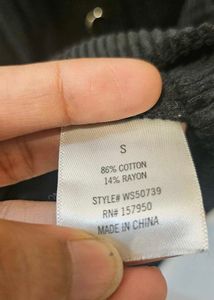 S
86% COTTON
14% RAYON
STYLE# WS50739
RN# 157950
MADE IN CHINA